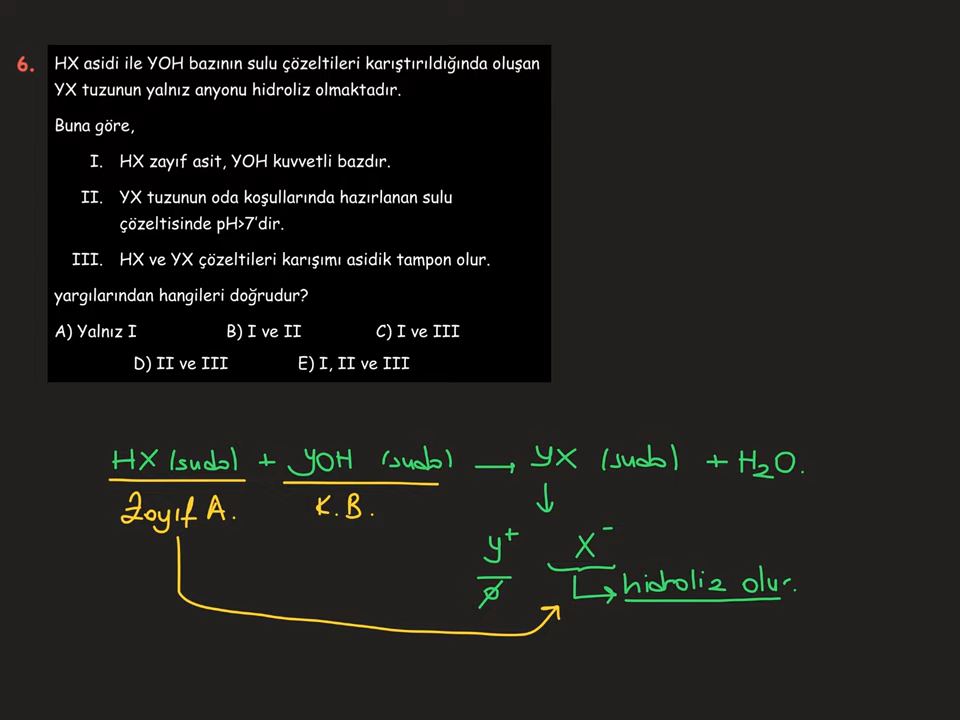 6. HX asidi ile YOH bazının sulu çözeltileri karıştırıldığında oluşan
YX tuzunun yalnız anyonu hidroliz olmaktadır.
Buna göre,
I. HX zayıf asit, YOH kuvvetli bazdır.
II. YX tuzunun oda koşullarında hazırlanan sulu
çözeltisinde pH>7'dir.
III. HX ve YX çözeltileri karışımı asidik tampon olur.
yargılarından hangileri doğrudur?
A) Yalnız I B) I ve II C) I ve III
D) II ve III E) I, II ve III
HX (suda) + YOH (suda) → YX (suda) + H₂O.
Zayıf A. K.B. ↓
Y⁺ X⁻
ø → hidroliz olur.